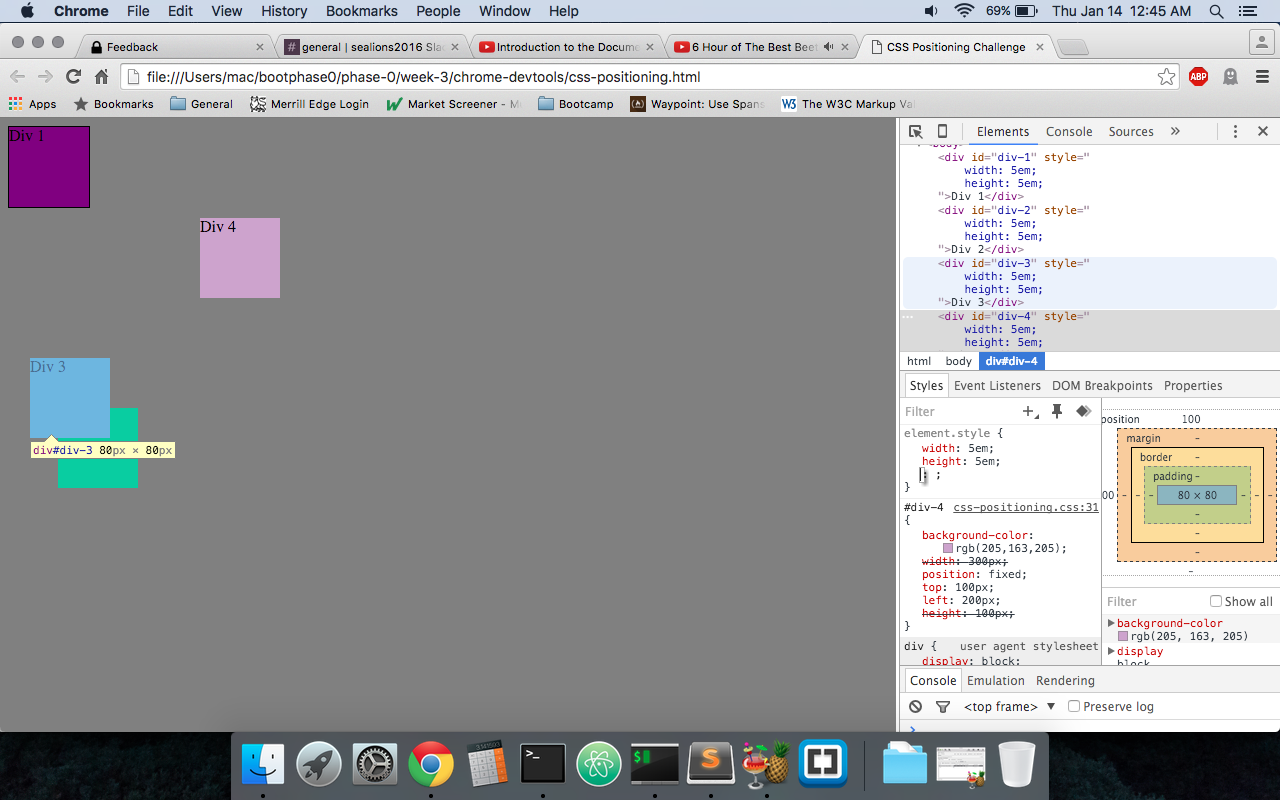 Chrome File Edit View History Bookmarks People Window Help 69% Thu Jan 14 12:45 AM
Feedback general | sealions2016 Sla Introduction to the Docume 6 Hour of The Best Beet CSS Positioning Challenge
file:///Users/mac/bootphase0/phase-0/week-3/chrome-devtools/css-positioning.html ABP
Apps Bookmarks General Merrill Edge Login Market Screener - M Bootcamp Waypoint: Use Spans W3 The W3C Markup Val
Div 1
Div 4
Div 3
div#div-3 80px × 80px
Elements Console Sources »
<body>
<div id="div-1" style="
width: 5em;
height: 5em;
">Div 1</div>
<div id="div-2" style="
width: 5em;
height: 5em;
">Div 2</div>
<div id="div-3" style="
width: 5em;
height: 5em;
">Div 3</div>
<div id="div-4" style="
width: 5em;
height: 5em;
html body div#div-4
Styles Event Listeners DOM Breakpoints Properties
Filter
element.style {
width: 5em;
height: 5em;
: ;
}
#div-4 css-positioning.css:31
{
background-color:
rgb(205,163,205);
width: 300px;
position: fixed;
top: 100px;
left: 200px;
height: 100px;
}
div { user agent stylesheet
display: block;
position 100
margin -
border -
padding -
00 - - - 80 × 80 - - -
-
-
-
-
Filter Show all
background-color
rgb(205, 163, 205)
display
block
Console Emulation Rendering
<top frame> ▼ Preserve log
>
3.141593
>_
$
S